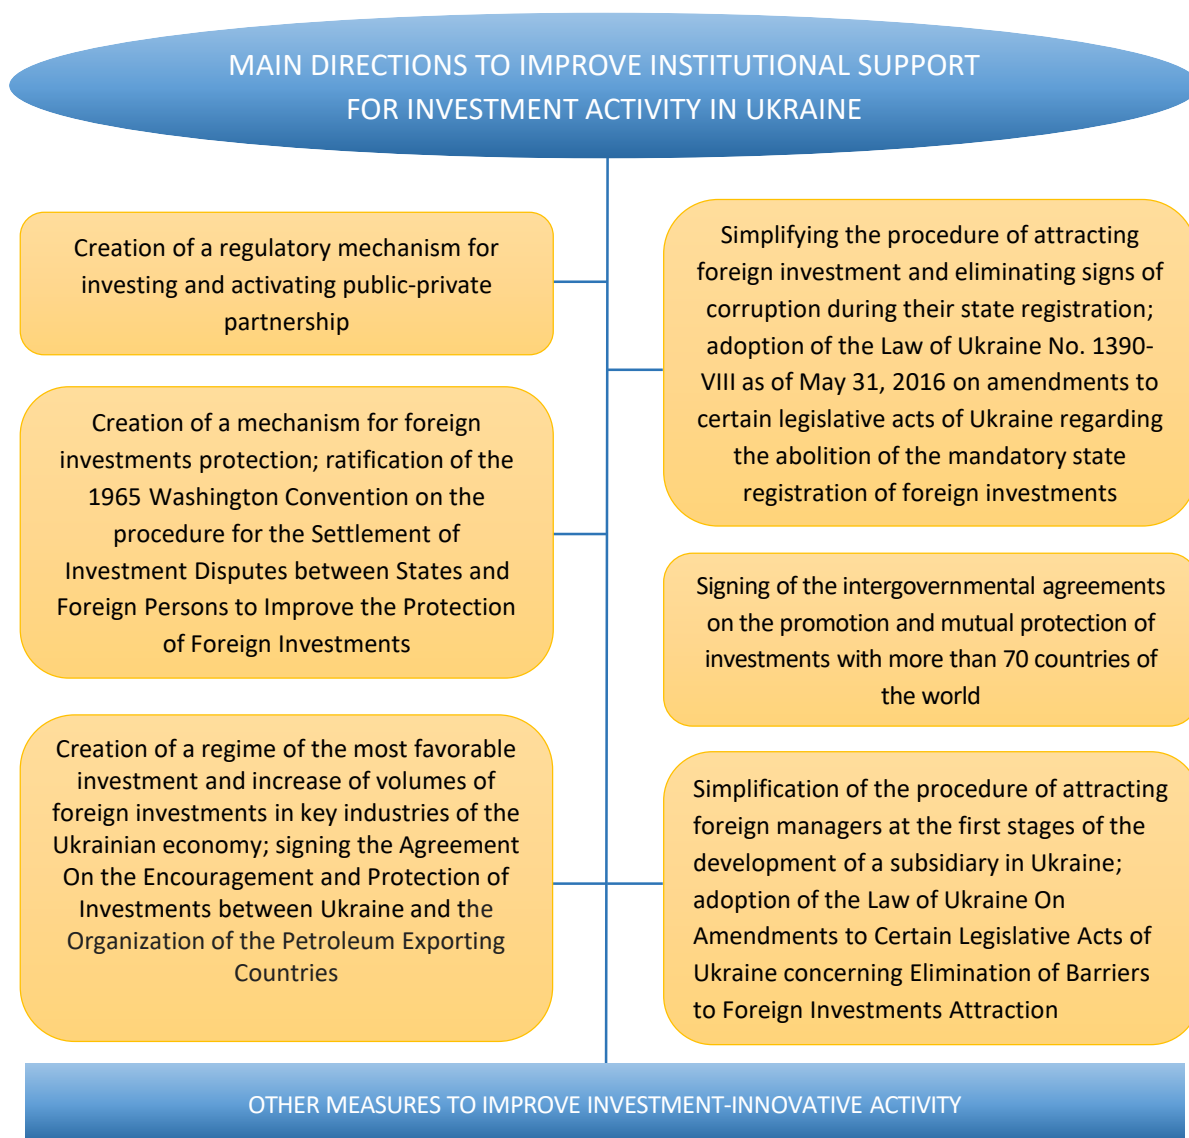 MAIN DIRECTIONS TO IMPROVE INSTITUTIONAL SUPPORT
FOR INVESTMENT ACTIVITY IN UKRAINE
Creation of a regulatory mechanism for
investing and activating public-private
partnership
Simplifying the procedure of attracting
foreign investment and eliminating signs of
corruption during their state registration;
adoption of the Law of Ukraine No. 1390-
VIII as of May 31, 2016 on amendments to
certain legislative acts of Ukraine regarding
the abolition of the mandatory state
registration of foreign investments
Creation of a mechanism for foreign
investments protection; ratification of the
1965 Washington Convention on the
procedure for the Settlement of
Investment Disputes between States and
Foreign Persons to Improve the Protection
of Foreign Investments
Signing of the intergovernmental agreements
on the promotion and mutual protection of
investments with more than 70 countries of
the world
Creation of a regime of the most favorable
investment and increase of volumes of
foreign investments in key industries of the
Ukrainian economy; signing the Agreement
On the Encouragement and Protection of
Investments between Ukraine and the
Organization of the Petroleum Exporting
Countries
Simplification of the procedure of attracting
foreign managers at the first stages of the
development of a subsidiary in Ukraine;
adoption of the Law of Ukraine On
Amendments to Certain Legislative Acts of
Ukraine concerning Elimination of Barriers
to Foreign Investments Attraction
OTHER MEASURES TO IMPROVE INVESTMENT-INNOVATIVE ACTIVITY